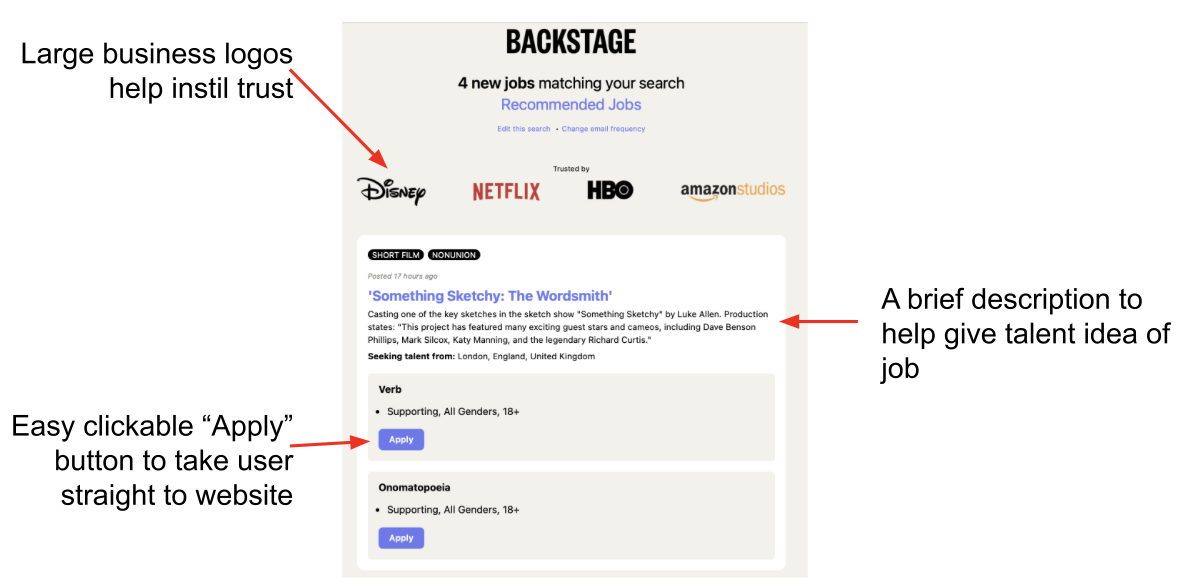 Large business logos
help instil trust
BACKSTAGE
4 new jobs matching your search
Recommended Jobs
Edit this search • Change email frequency
Trusted by
Disney NETFLIX HBO amazonstudios
SHORT FILM NONUNION
Posted 17 hours ago
'Something Sketchy: The Wordsmith'
Casting one of the key sketches in the sketch show "Something Sketchy" by Luke Allen. Production
states: "This project has featured many exciting guest stars and cameos, including Dave Benson
Phillips, Mark Silcox, Katy Manning, and the legendary Richard Curtis."
Seeking talent from: London, England, United Kingdom
A brief description to
help give talent idea of
job
Verb
• Supporting, All Genders, 18+
Apply
Easy clickable “Apply”
button to take user
straight to website
Onomatopoeia
• Supporting, All Genders, 18+
Apply